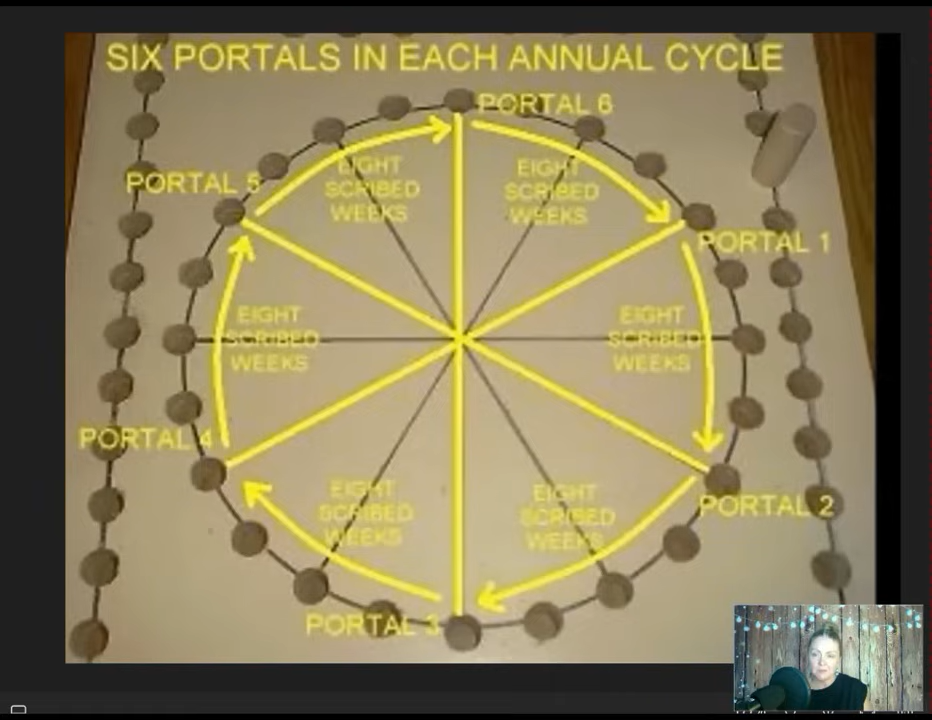 SIX PORTALS IN EACH ANNUAL CYCLE
PORTAL 6
EIGHT
SCRIBED
WEEKS
EIGHT
SCRIBED
WEEKS
PORTAL 5
PORTAL 1
EIGHT
SCRIBED
WEEKS
EIGHT
SCRIBED
WEEKS
PORTAL 4
EIGHT
SCRIBED
WEEKS
EIGHT
SCRIBED
WEEKS
PORTAL 2
PORTAL 3